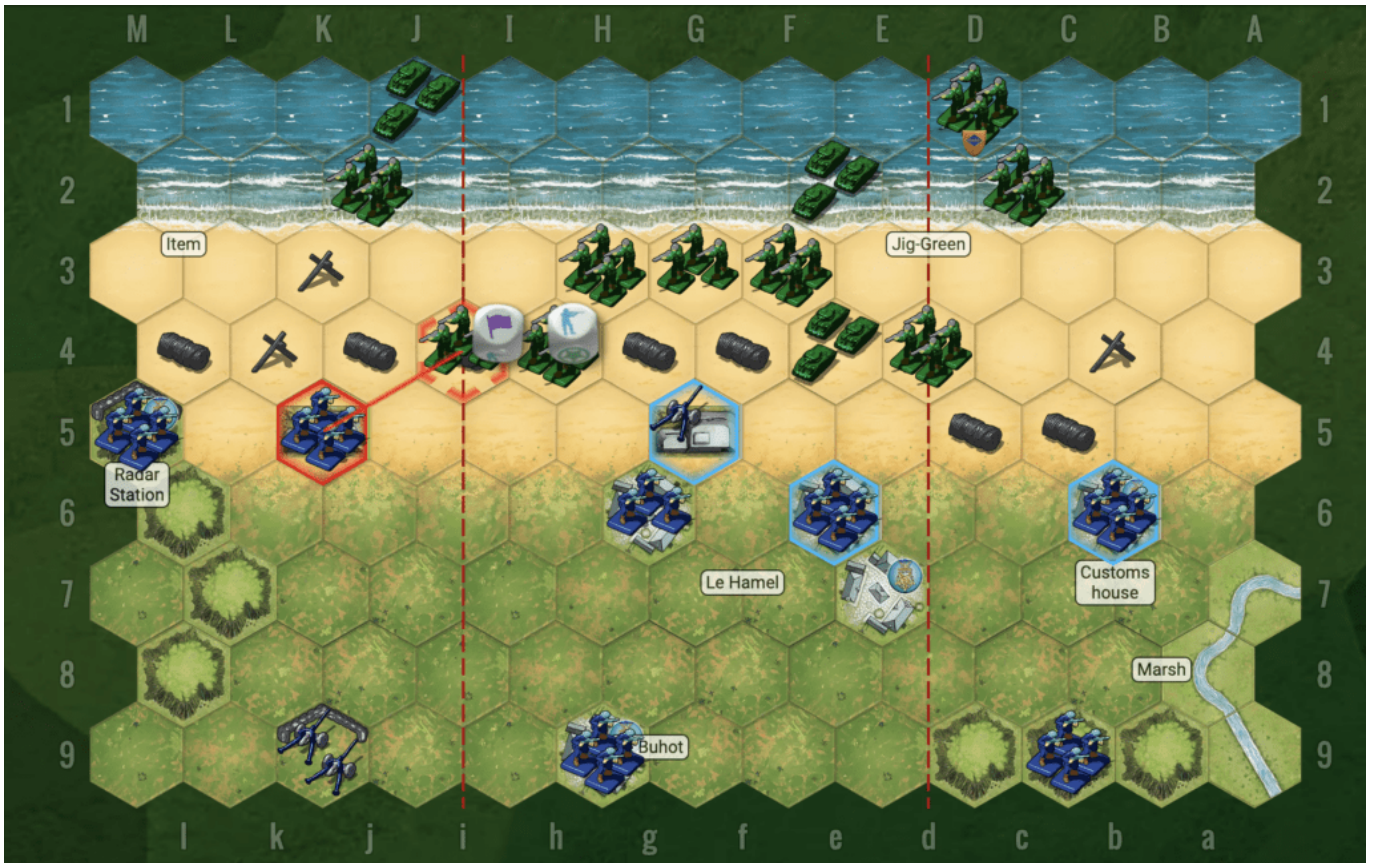 M L K J I H G F E D C B A
1 1
2 2
Item Jig-Green
3 3
4 4
5 5
Radar
Station
6 6
Le Hamel
Customs
house
7 7
Marsh
8 8
Buhot
9 9
l k j i h g f e d c b a